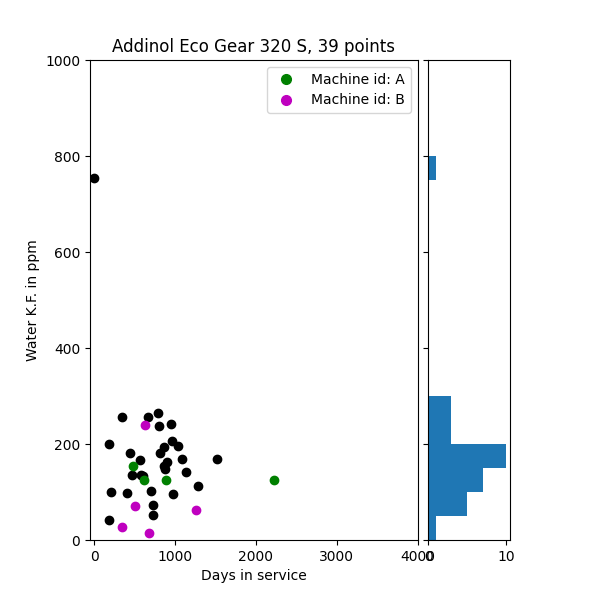 Addinol Eco Gear 320 S, 39 points
Machine id: A
Machine id: B
1000
800
600
400
200
0
Water K.F. in ppm
0 1000 2000 3000 4000
0 10
Days in service